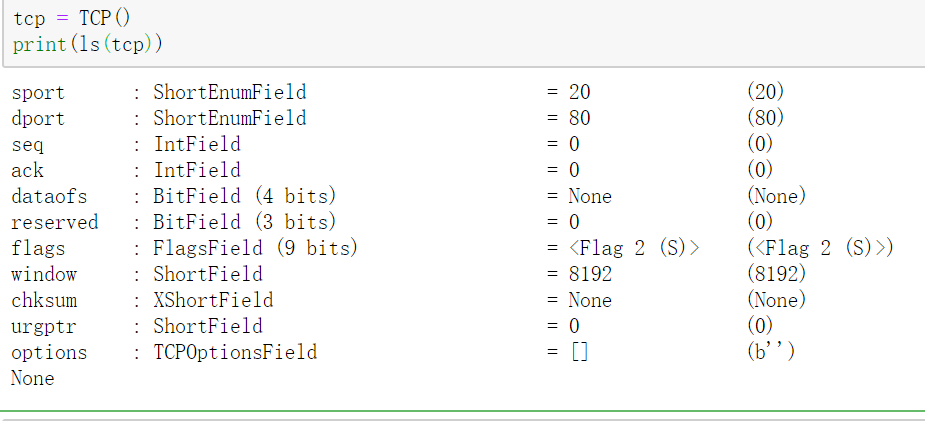 tcp = TCP()
print(ls(tcp))
sport : ShortEnumField = 20 (20)
dport : ShortEnumField = 80 (80)
seq : IntField = 0 (0)
ack : IntField = 0 (0)
dataofs : BitField (4 bits) = None (None)
reserved : BitField (3 bits) = 0 (0)
flags : FlagsField (9 bits) = <Flag 2 (S)> (<Flag 2 (S)>)
window : ShortField = 8192 (8192)
chksum : XShortField = None (None)
urgptr : ShortField = 0 (0)
options : TCPOptionsField = [] (b'')
None